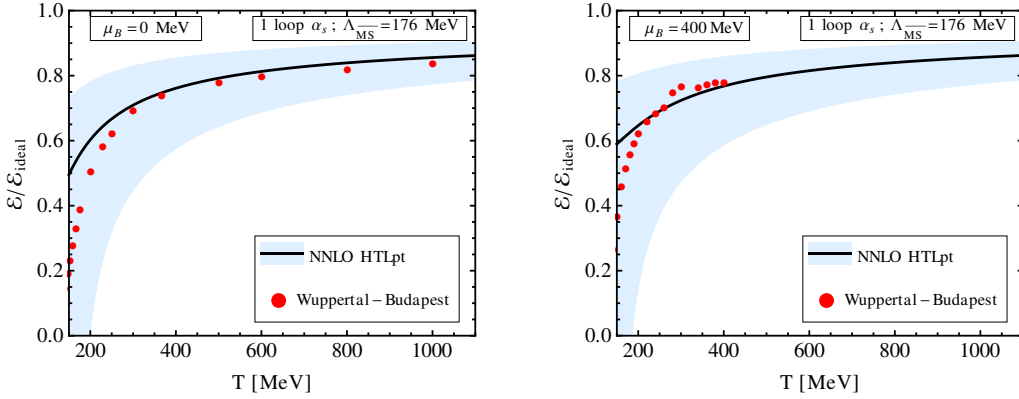 μ_B = 0 MeV
1 loop α_s ; Λ_MS̅ = 176 MeV
1.0
0.8
0.6
0.4
0.2
0.0
ℰ/ℰ_ideal
NNLO HTLpt
Wuppertal–Budapest
200 400 600 800 1000
T [MeV]
μ_B = 400 MeV
1 loop α_s ; Λ_MS̅ = 176 MeV
1.0
0.8
0.6
0.4
0.2
0.0
ℰ/ℰ_ideal
NNLO HTLpt
Wuppertal–Budapest
200 400 600 800 1000
T [MeV]